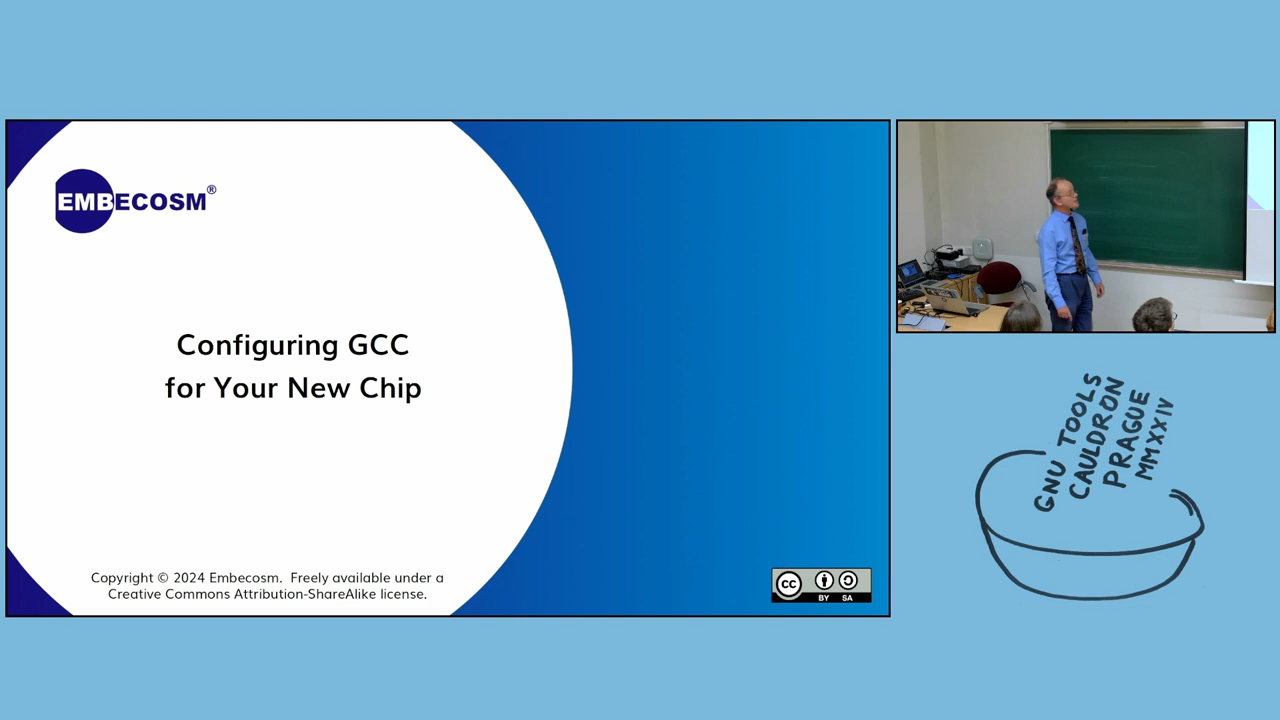 EMBECOSM®
Configuring GCC
for Your New Chip
Copyright © 2024 Embecosm. Freely available under a
Creative Commons Attribution-ShareAlike license.
cc
BY SA
GNU TOOLS
CAULDRON
PRAGUE
MMXXIV